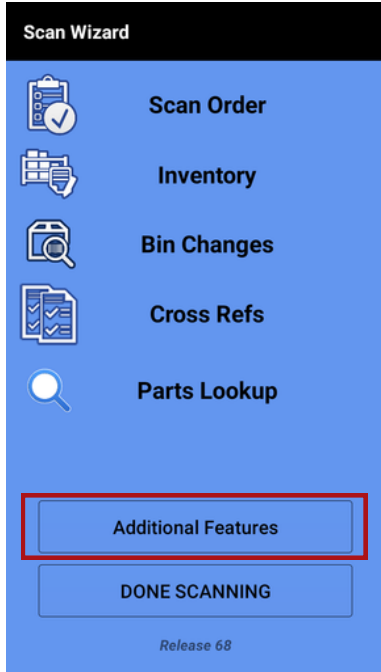 Scan Wizard
Scan Order
Inventory
Bin Changes
Cross Refs
Parts Lookup
Additional Features
DONE SCANNING
Release 68